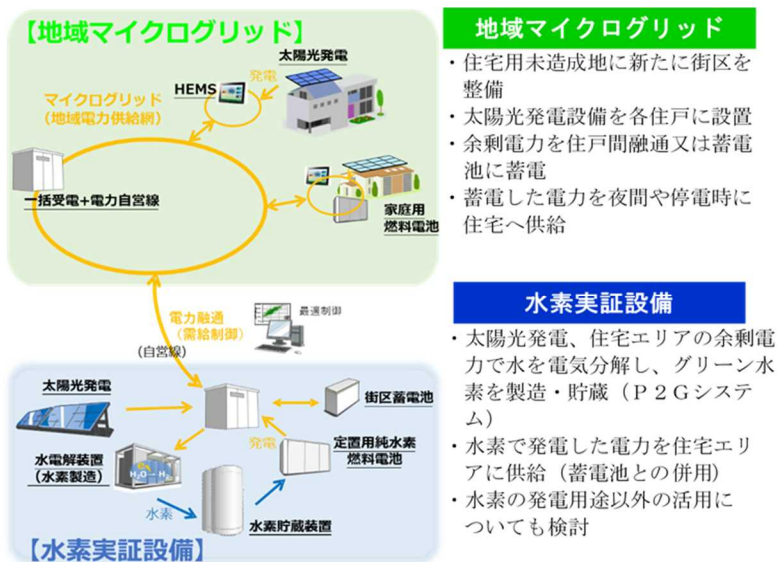 【地域マイクログリッド】
太陽光発電
発電
HEMS
マイクログリッド
（地域電力供給網）
一括受電+電力自営線
家庭用
燃料電池
電力融通
（需給制御）
最適制御
(自営線)
太陽光発電
街区蓄電池
水電解装置
（水素製造）
H₂O→H₂
発電
定置用純水素
燃料電池
水素
水素貯蔵装置
【水素実証設備】
地域マイクログリッド
・住宅用未造成地に新たに街区を
整備
・太陽光発電設備を各住戸に設置
・余剰電力を住戸間融通又は蓄電
池に蓄電
・蓄電した電力を夜間や停電時に
住宅へ供給
水素実証設備
・太陽光発電、住宅エリアの余剰電
力で水を電気分解し、グリーン水
素を製造・貯蔵（Ｐ２Ｇシステ
ム）
・水素で発電した電力を住宅エリ
アに供給（蓄電池との併用）
・水素の発電用途以外の活用に
ついても検討